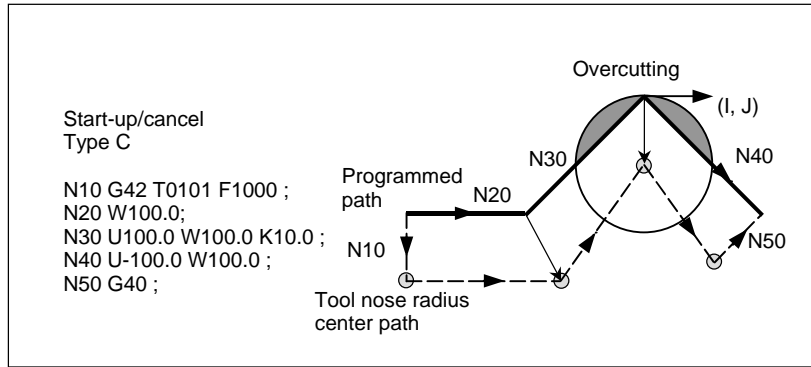 Overcutting
(I, J)
Start-up/cancel
Type C
N10 G42 T0101 F1000 ;
N20 W100.0;
N30 U100.0 W100.0 K10.0 ;
N40 U-100.0 W100.0 ;
N50 G40 ;
Programmed
path
N10
N20
N30
N40
N50
Tool nose radius
center path